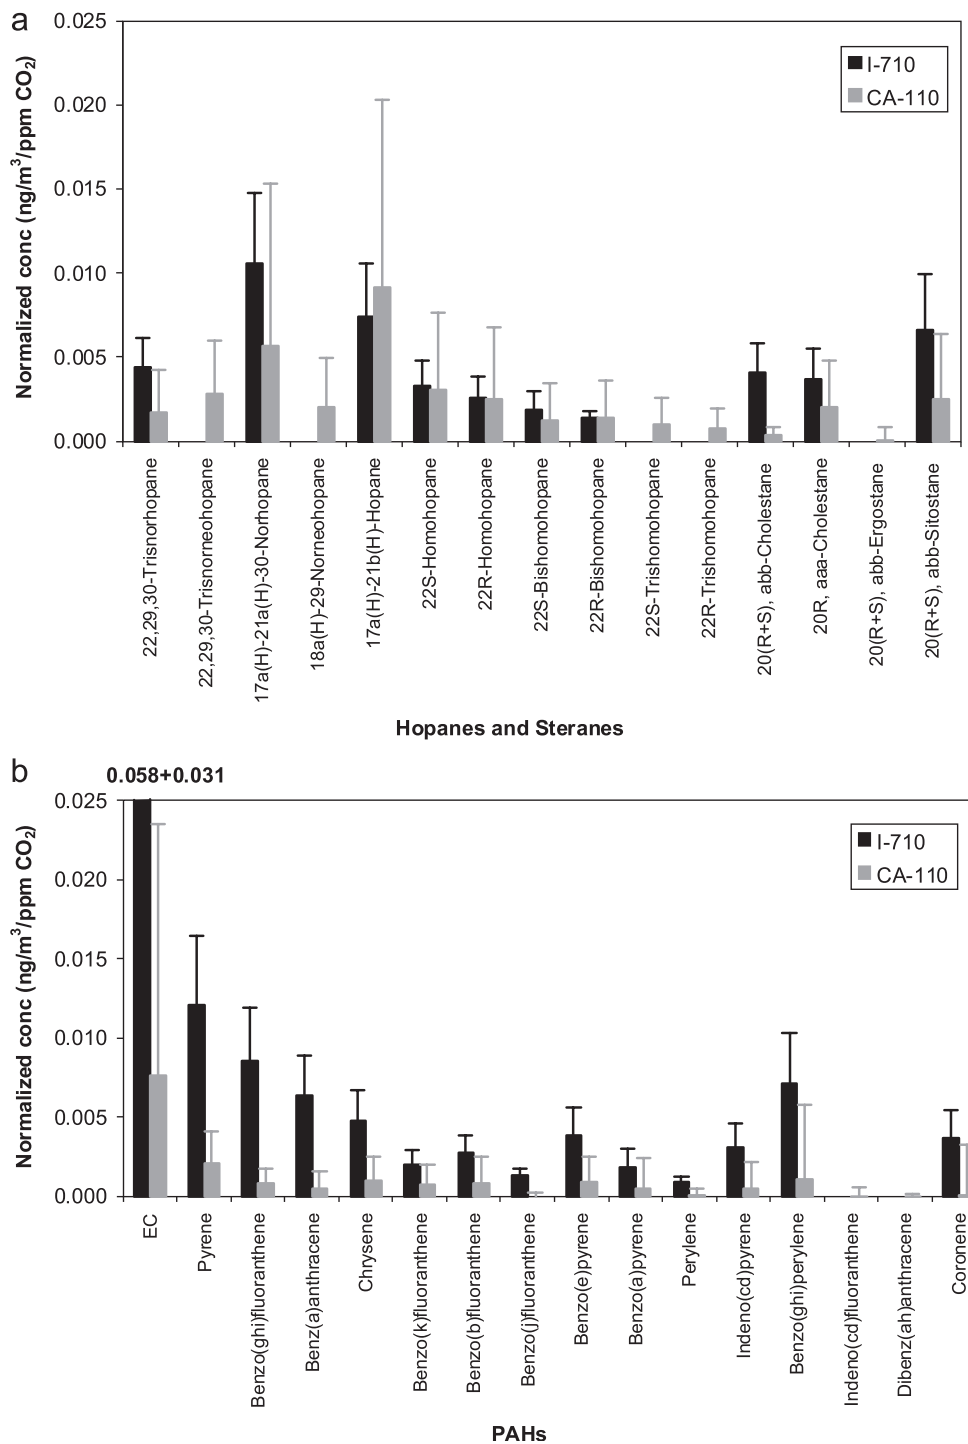 a
0.025
0.020
0.015
0.010
0.005
0.000
Normalized conc (ng/m³/ppm CO₂)
I-710
CA-110
22,29,30-Trisnorhopane
22,29,30-Trisnorneohopane
17a(H)-21a(H)-30-Norhopane
18a(H)-29-Norneohopane
17a(H)-21b(H)-Hopane
22S-Homohopane
22R-Homohopane
22S-Bishomohopane
22R-Bishomohopane
22S-Trishomohopane
22R-Trishomohopane
20(R+S), abb-Cholestane
20R, aaa-Cholestane
20(R+S), abb-Ergostane
20(R+S), abb-Sitostane
Hopanes and Steranes
b
0.058+0.031
0.025
0.020
0.015
0.010
0.005
0.000
Normalized conc (ng/m³/ppm CO₂)
I-710
CA-110
EC
Pyrene
Benzo(ghi)fluoranthene
Benz(a)anthracene
Chrysene
Benzo(k)fluoranthene
Benzo(b)fluoranthene
Benzo(j)fluoranthene
Benzo(e)pyrene
Benzo(a)pyrene
Perylene
Indeno(cd)pyrene
Benzo(ghi)perylene
Indeno(cd)fluoranthene
Dibenz(ah)anthracene
Coronene
PAHs